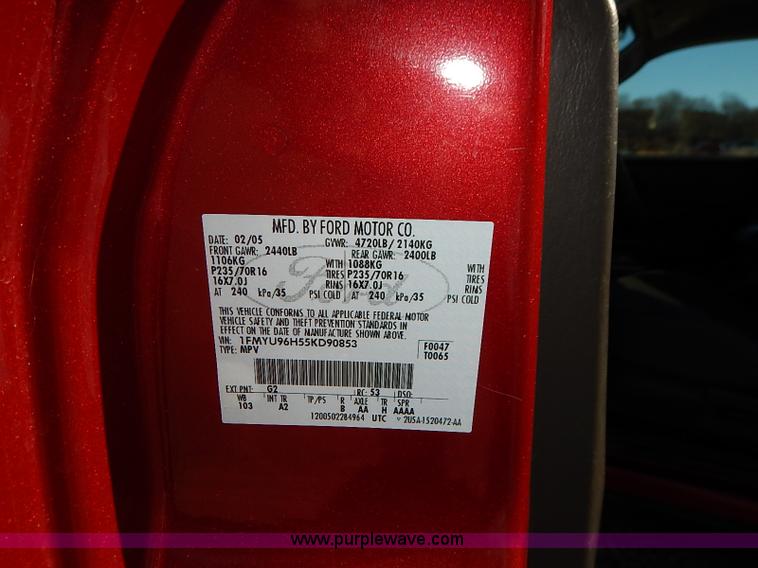 MFD. BY FORD MOTOR CO.
DATE: 02/05 GVWR: 4720LB/ 2140KG
FRONT GAWR: 2440LB REAR GAWR: 2400LB
1106KG WITH 1088KG WITH
P235/70R16 TIRES P235/70R16 TIRES
16X7.0J RINS 16X7.0J RINS
AT 240 kPa/35 PSI COLD AT 240 kPa/35 PSI COLD
Ford
THIS VEHICLE CONFORMS TO ALL APPLICABLE FEDERAL MOTOR
VEHICLE SAFETY AND THEFT PREVENTION STANDARDS IN
EFFECT ON THE DATE OF MANUFACTURE SHOWN ABOVE.
VIN: 1FMYU96H55KD90853 F0047
TYPE: MPV T0065
EXT PNT: G2 RC: 53 DSO:
WB INT TR TP/PS R AXLE TR SPR
103 A2 B AA H AAAA
1200502284964 UTC 2U5A-1520472-AA
www.purplewave.com